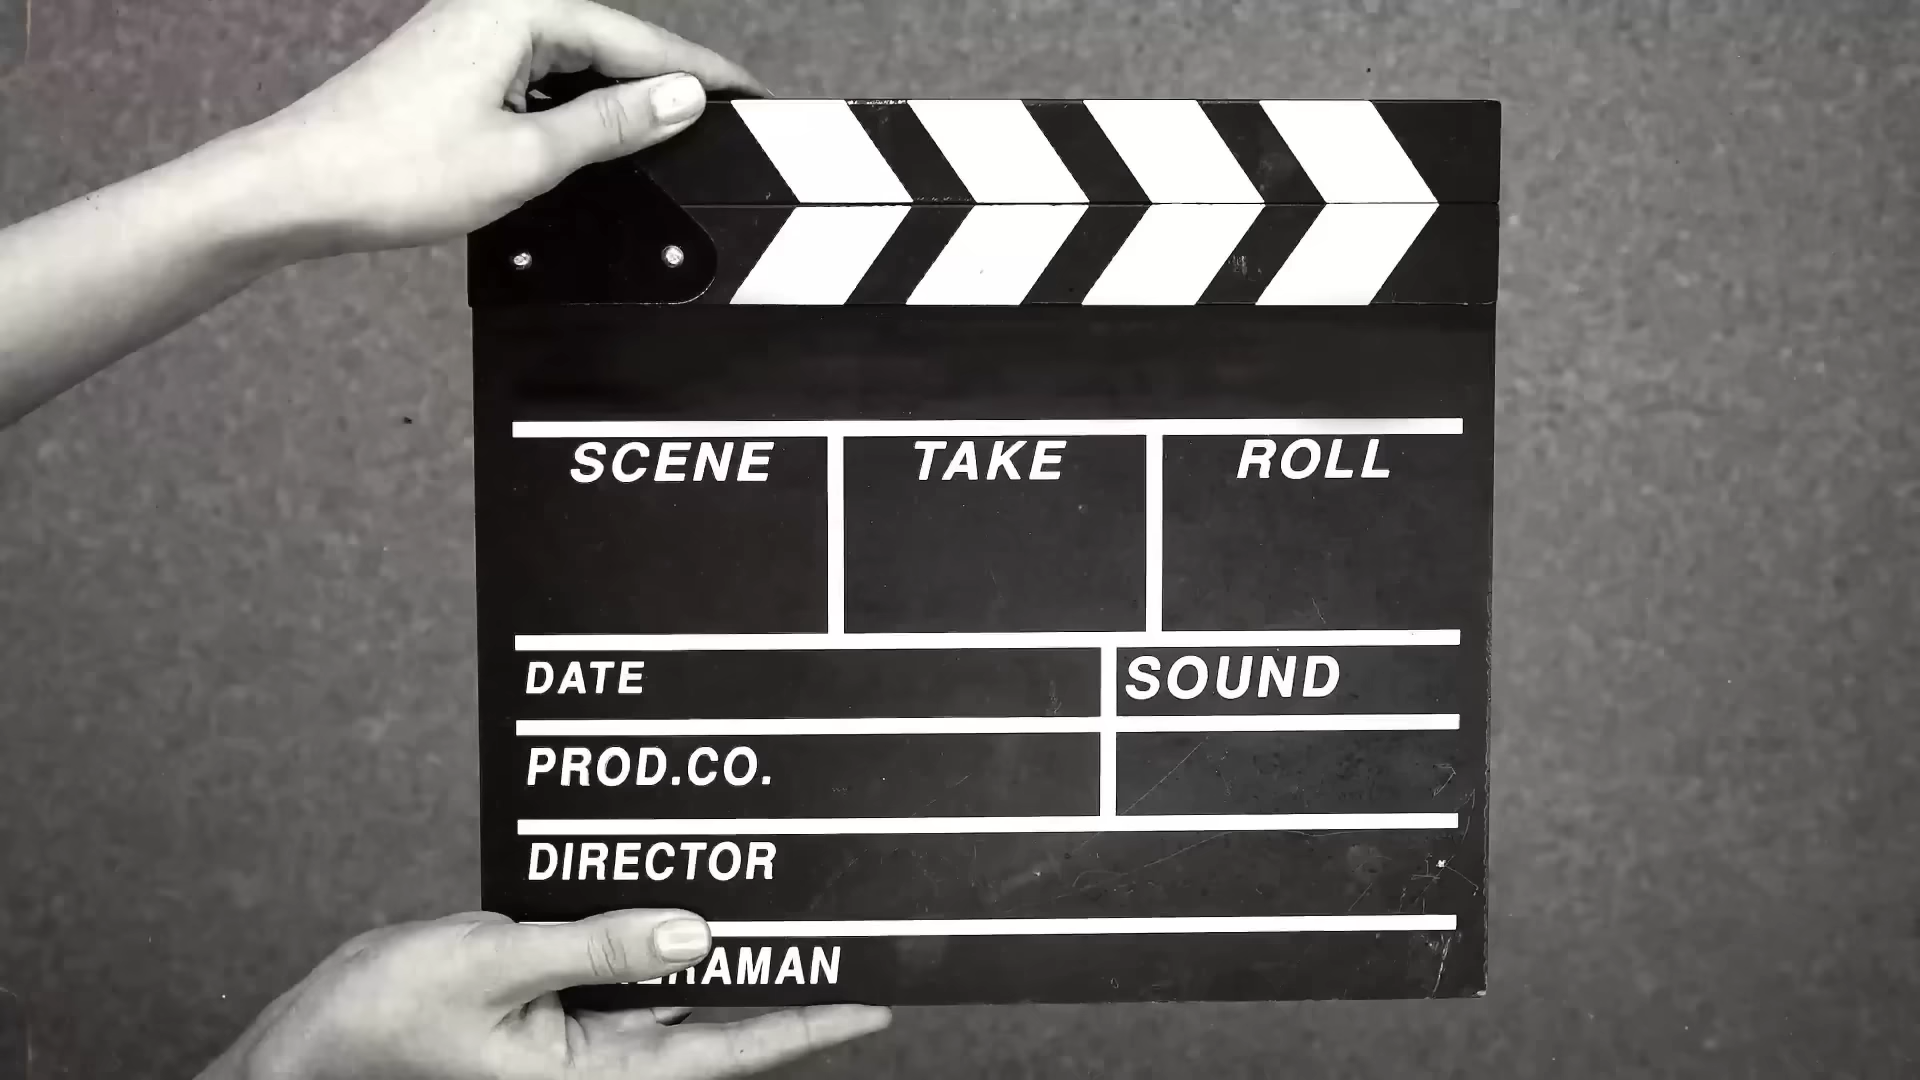 SCENE TAKE ROLL
DATE SOUND
PROD.CO.
DIRECTOR